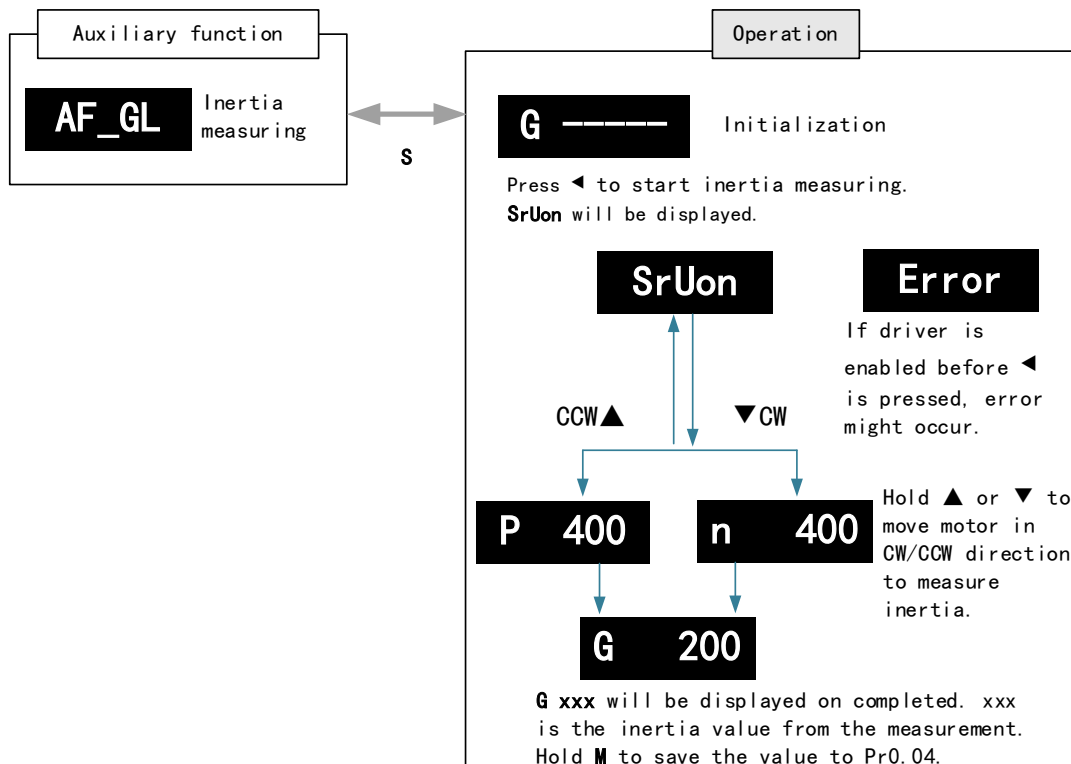 Auxiliary function
AF_GL
Inertia
measuring
S
Operation
G -----
Initialization
Press ◀ to start inertia measuring.
SrUon will be displayed.
SrUon
Error
If driver is
enabled before ◀
is pressed, error
might occur.
CCW▲
▼CW
P 400
n 400
Hold ▲ or ▼ to
move motor in
CW/CCW direction
to measure
inertia.
G 200
G xxx will be displayed on completed. xxx
is the inertia value from the measurement.
Hold M to save the value to Pr0.04.